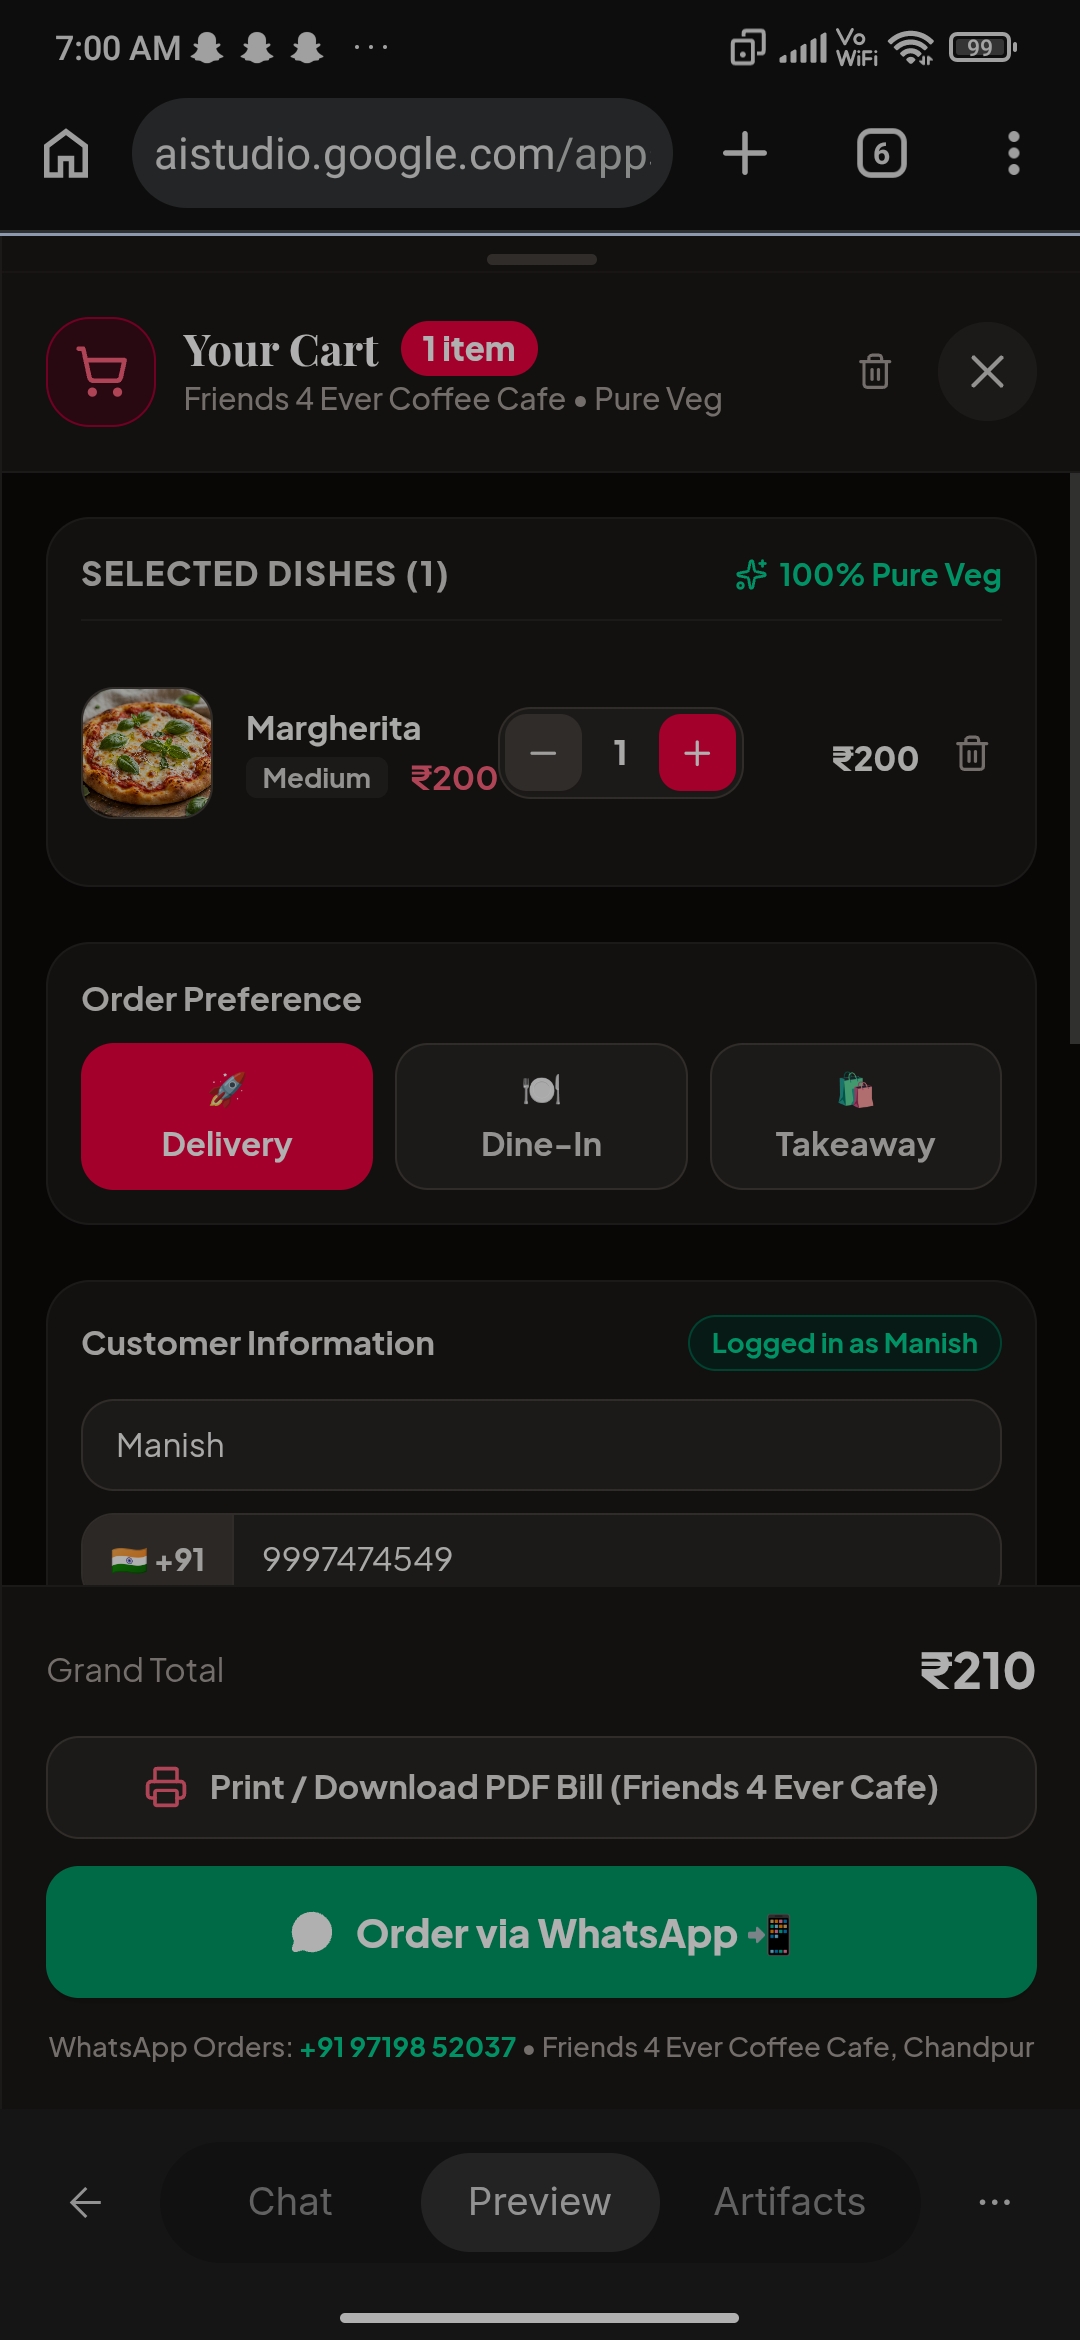 7:00 AM
Vo
WiFi
99
aistudio.google.com/app
6
Your Cart
1 item
Friends 4 Ever Coffee Cafe • Pure Veg
SELECTED DISHES (1)
100% Pure Veg
Margherita
Medium ₹200
1
₹200
Order Preference
Delivery
Dine-In
Takeaway
Customer Information
Logged in as Manish
Manish
+91 9997474549
Grand Total
₹210
Print / Download PDF Bill (Friends 4 Ever Cafe)
Order via WhatsApp
WhatsApp Orders: +91 97198 52037 • Friends 4 Ever Coffee Cafe, Chandpur
Chat
Preview
Artifacts